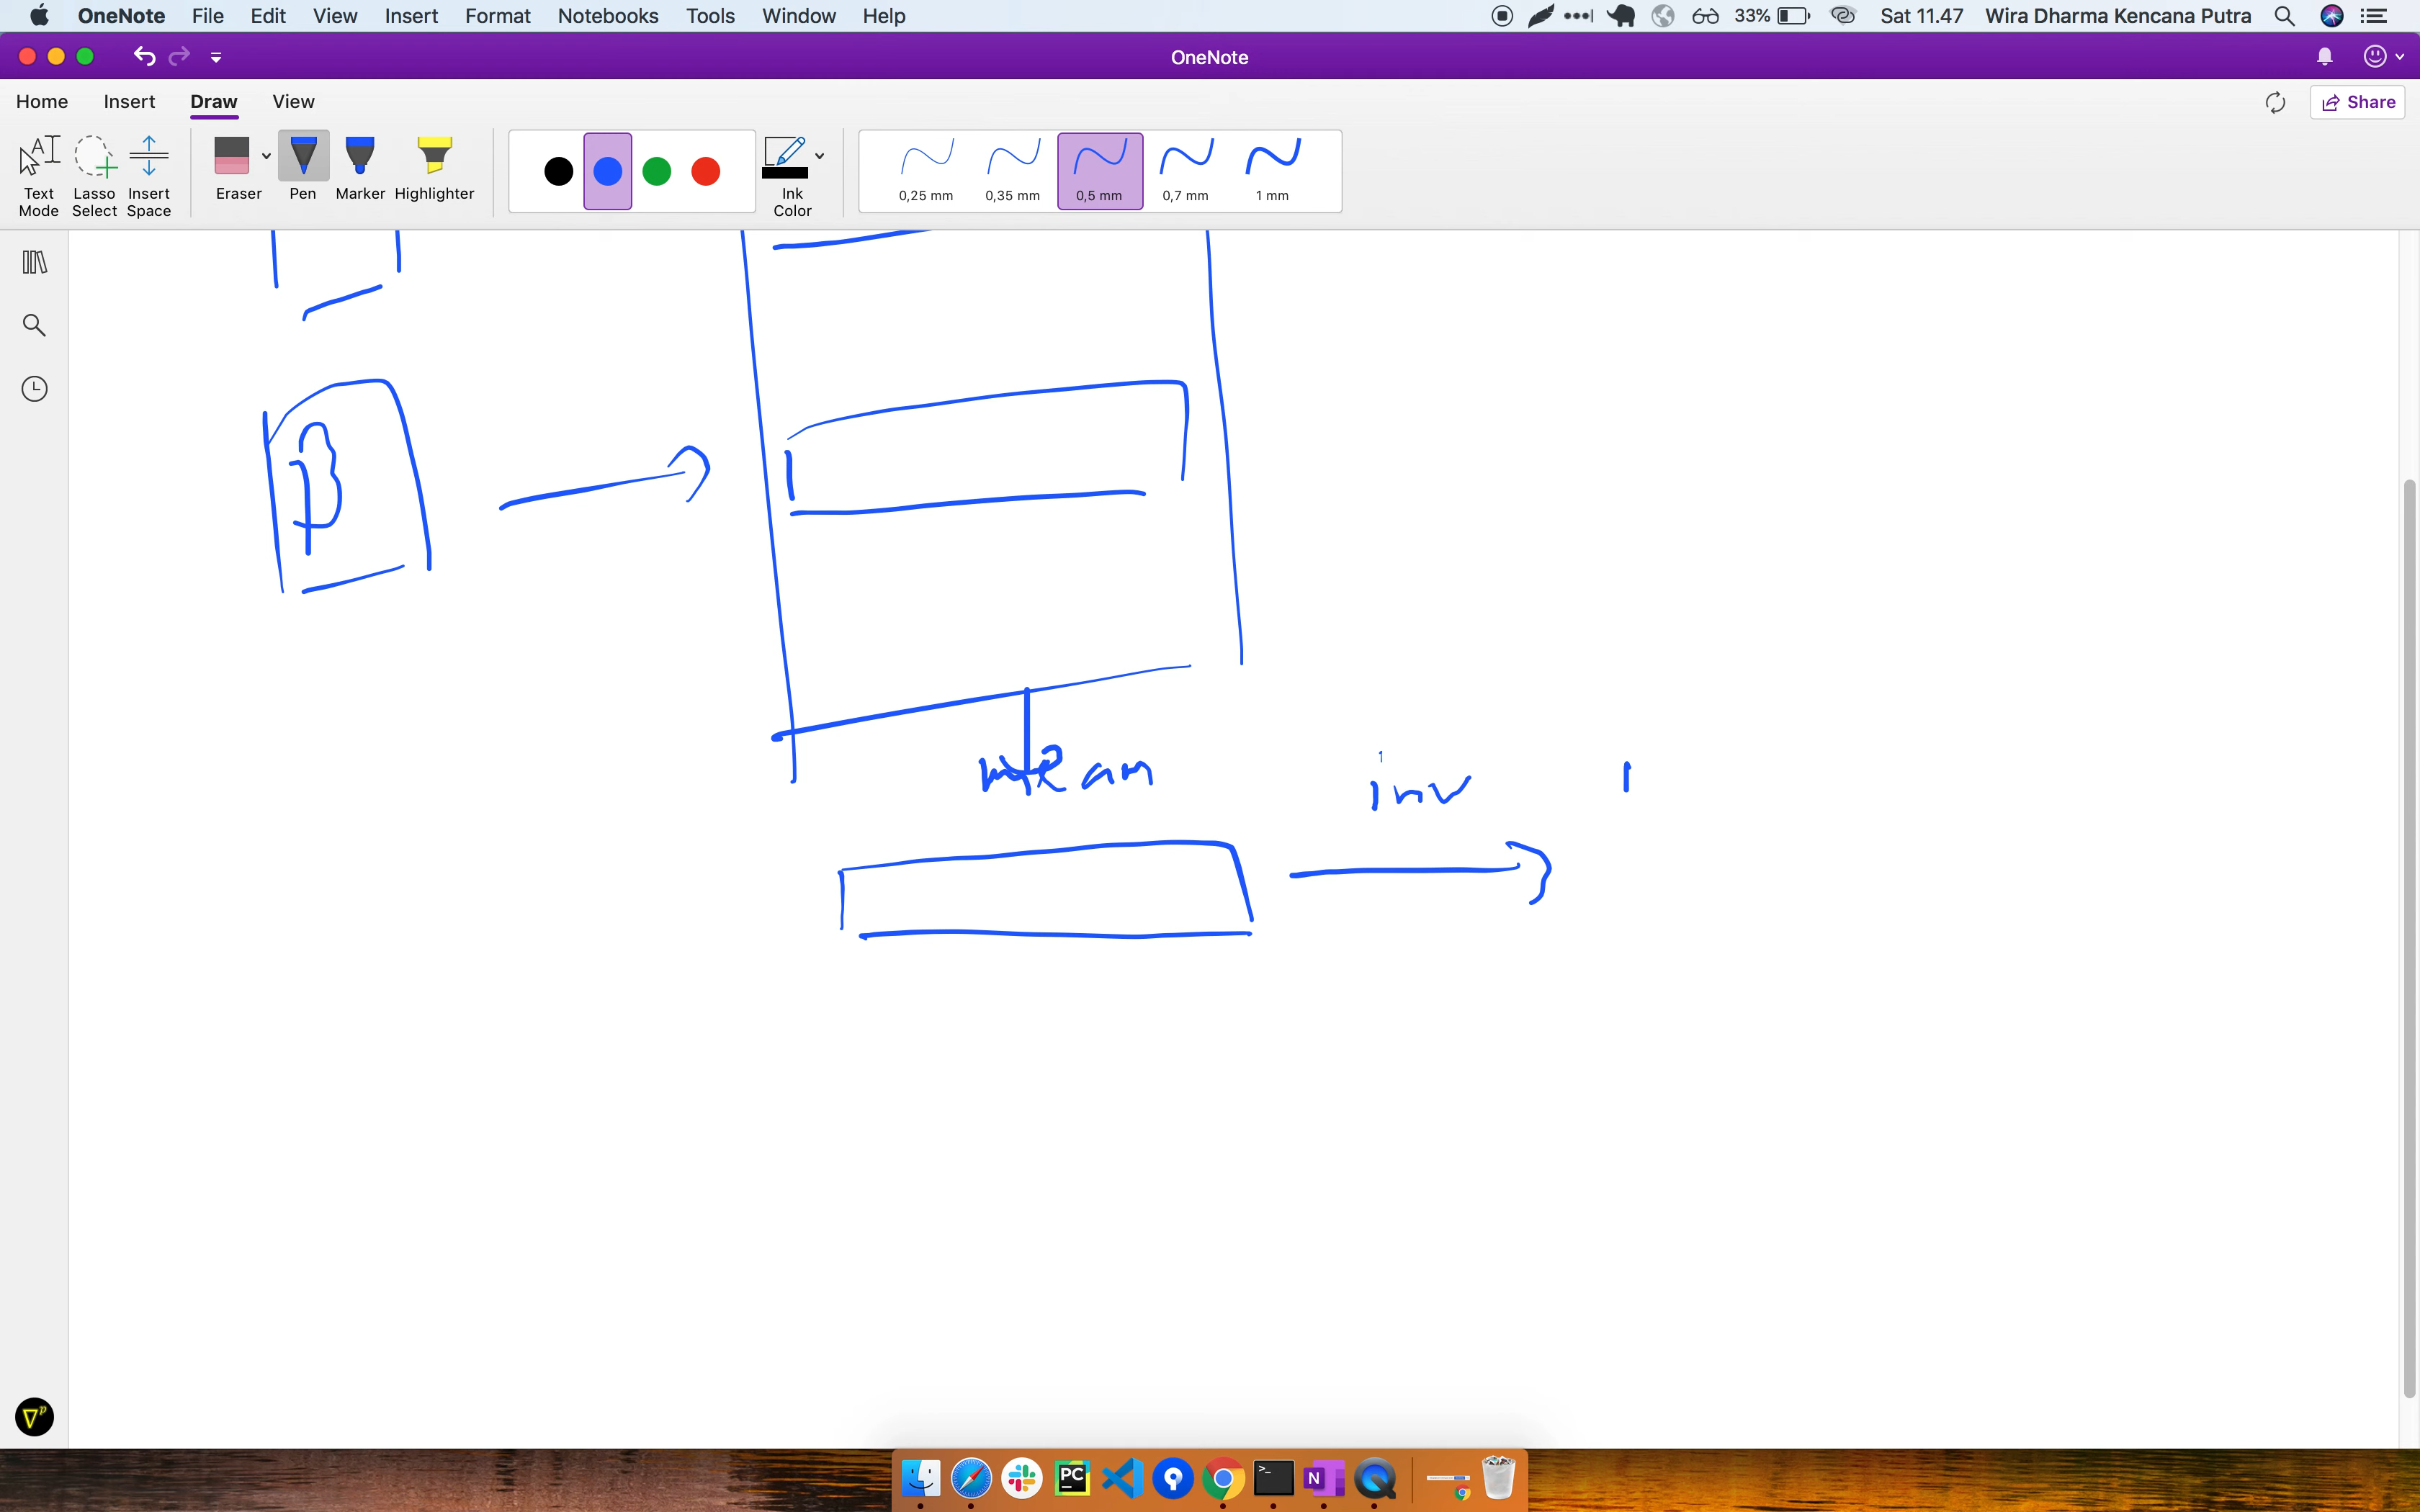 OneNote File Edit View Insert Format Notebooks Tools Window Help 33% Sat 11.47 Wira Dharma Kencana Putra
OneNote
Home Insert Draw View Share
Text Mode Lasso Select Insert Space Eraser Pen Marker Highlighter Ink Color 0,25 mm 0,35 mm 0,5 mm 0,7 mm 1 mm
mean
inv
∇p
PC
>_
N